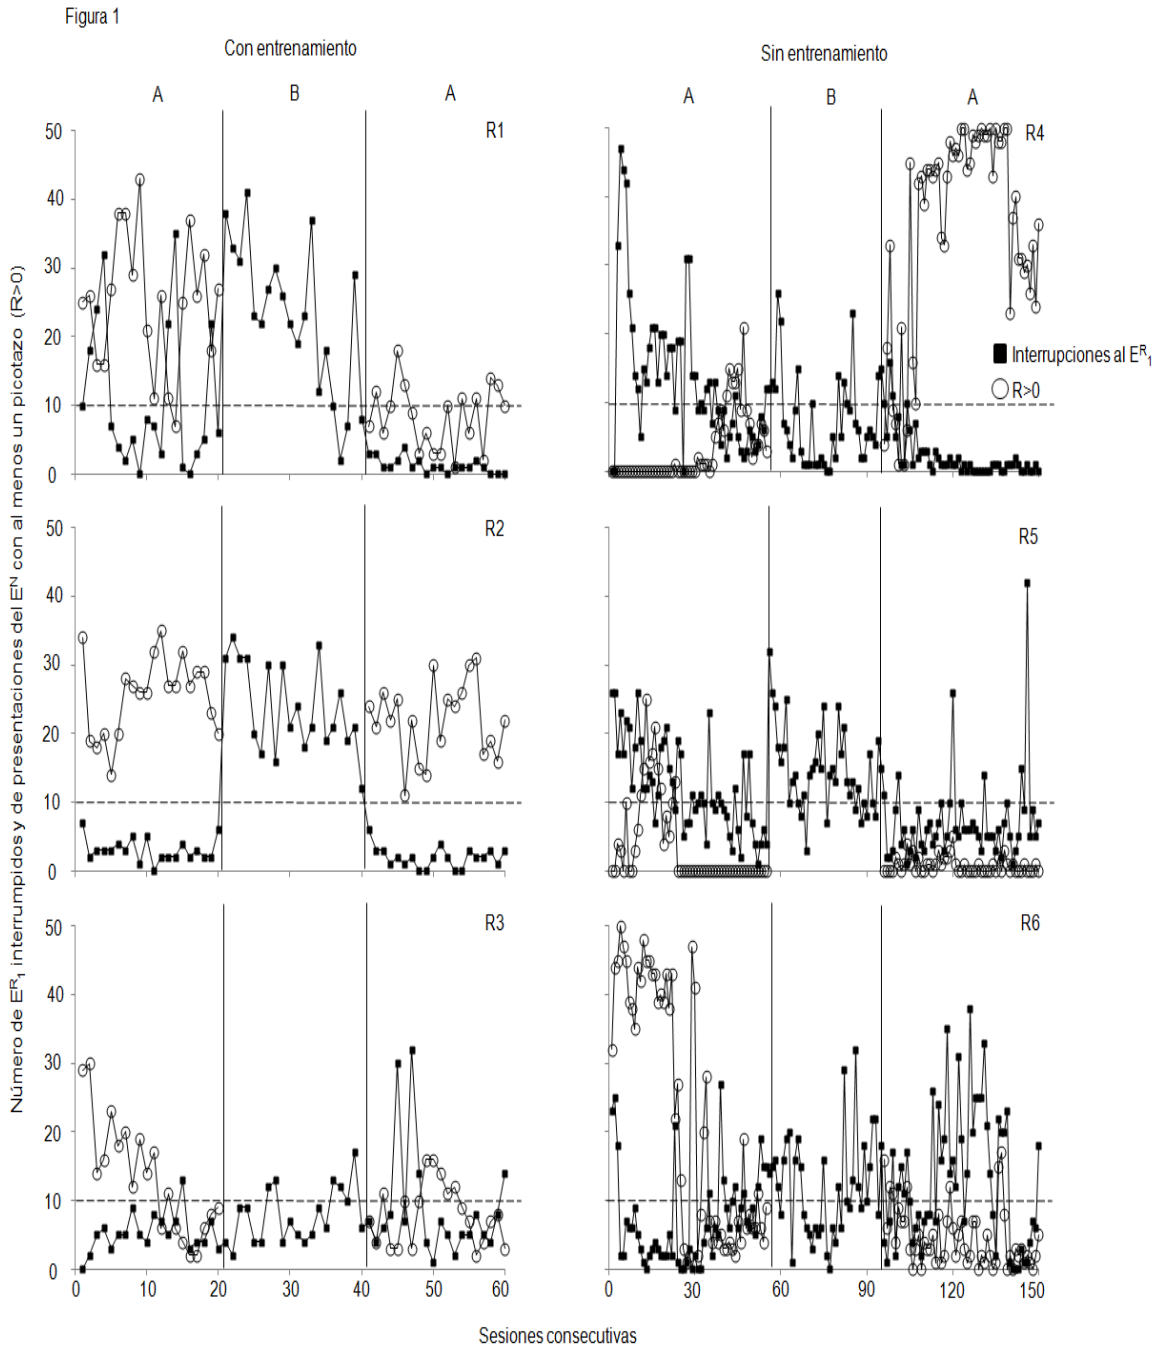 Figura 1
Con entrenamiento
Sin entrenamiento
A B A
A B A
Número de E^R_1 interrumpidos y de presentaciones del E^N con al menos un picotazo (R>0)
50 40 30 20 10 0
R1
R4
Interrupciones al E^R_1
R>0
50 40 30 20 10 0
R2
R5
50 40 30 20 10 0
R3
R6
0 10 20 30 40 50 60
0 30 60 90 120 150
Sesiones consecutivas